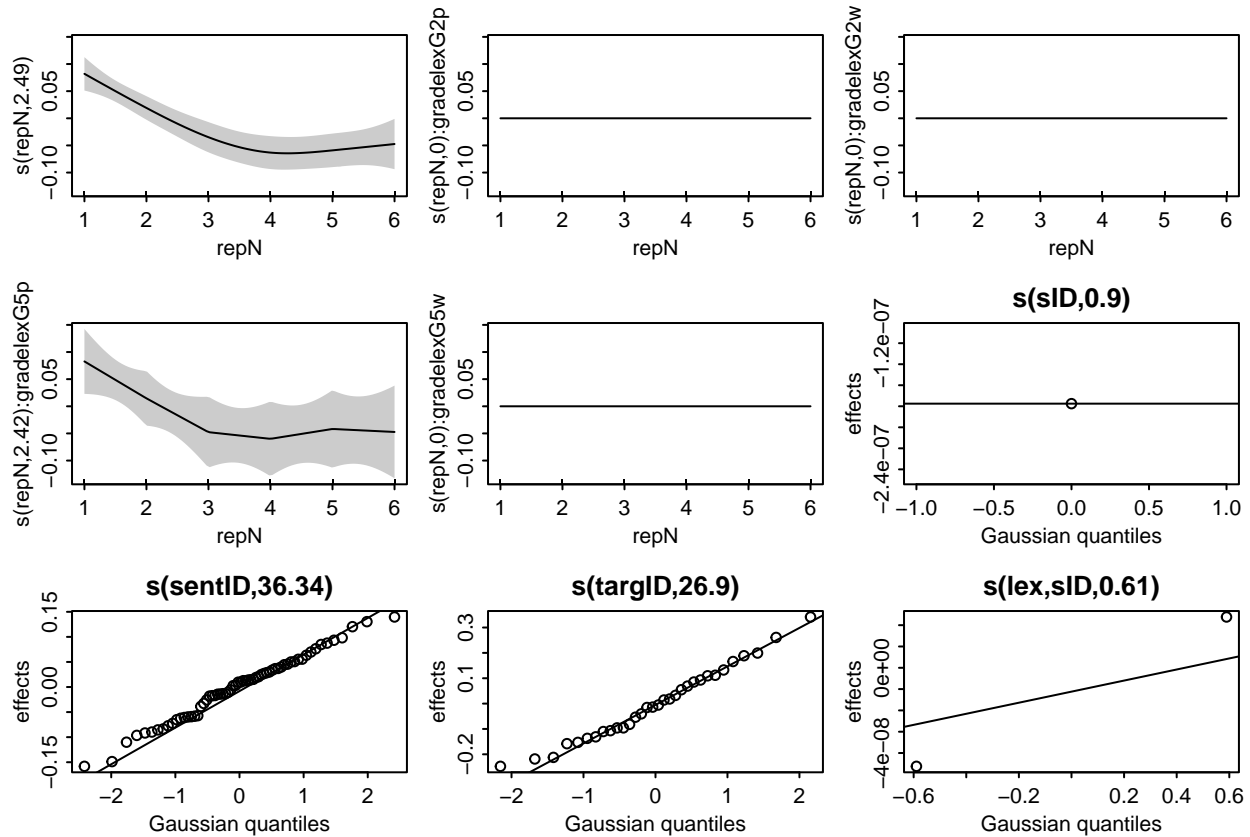 s(repN,2.49)
0.05
−0.10
1 2 3 4 5 6
repN
s(repN,0):gradelexG2p
0.05
−0.10
1 2 3 4 5 6
repN
s(repN,0):gradelexG2w
0.05
−0.10
1 2 3 4 5 6
repN
s(repN,2.42):gradelexG5p
0.05
−0.10
1 2 3 4 5 6
repN
s(repN,0):gradelexG5w
0.05
−0.10
1 2 3 4 5 6
repN
s(sID,0.9)
effects
−1.2e−07
−2.4e−07
−1.0 −0.5 0.0 0.5 1.0
Gaussian quantiles
s(sentID,36.34)
effects
0.15
0.00
−0.15
−2 −1 0 1 2
Gaussian quantiles
s(targID,26.9)
effects
0.3
0.1
−0.2
−2 −1 0 1 2
Gaussian quantiles
s(lex,sID,0.61)
effects
0e+00
−4e−08
−0.6 −0.2 0.2 0.4 0.6
Gaussian quantiles